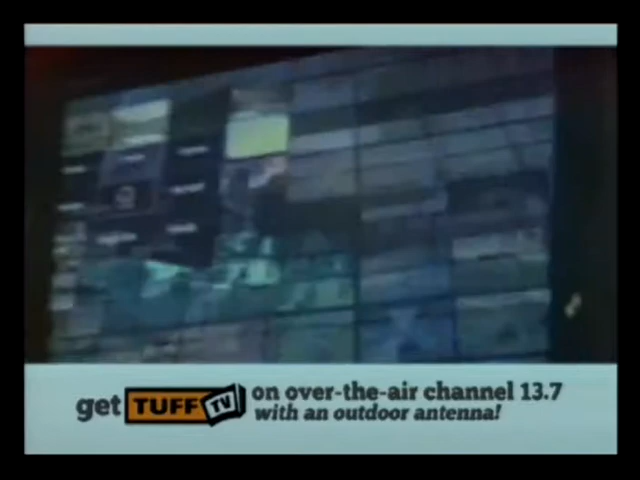 get TUFF TV on over-the-air channel 13.7
with an outdoor antenna!